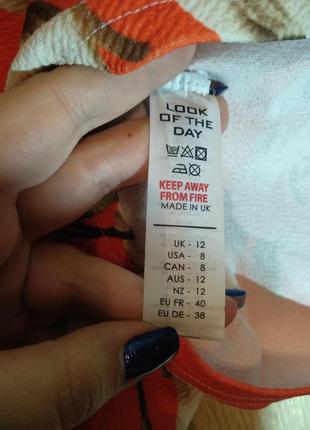 LOOK
OF THE
DAY
KEEP AWAY
FROM FIRE
MADE IN UK
UK - 12
USA - 8
CAN - 8
AUS - 12
NZ - 12
EU FR - 40
EU DE - 38